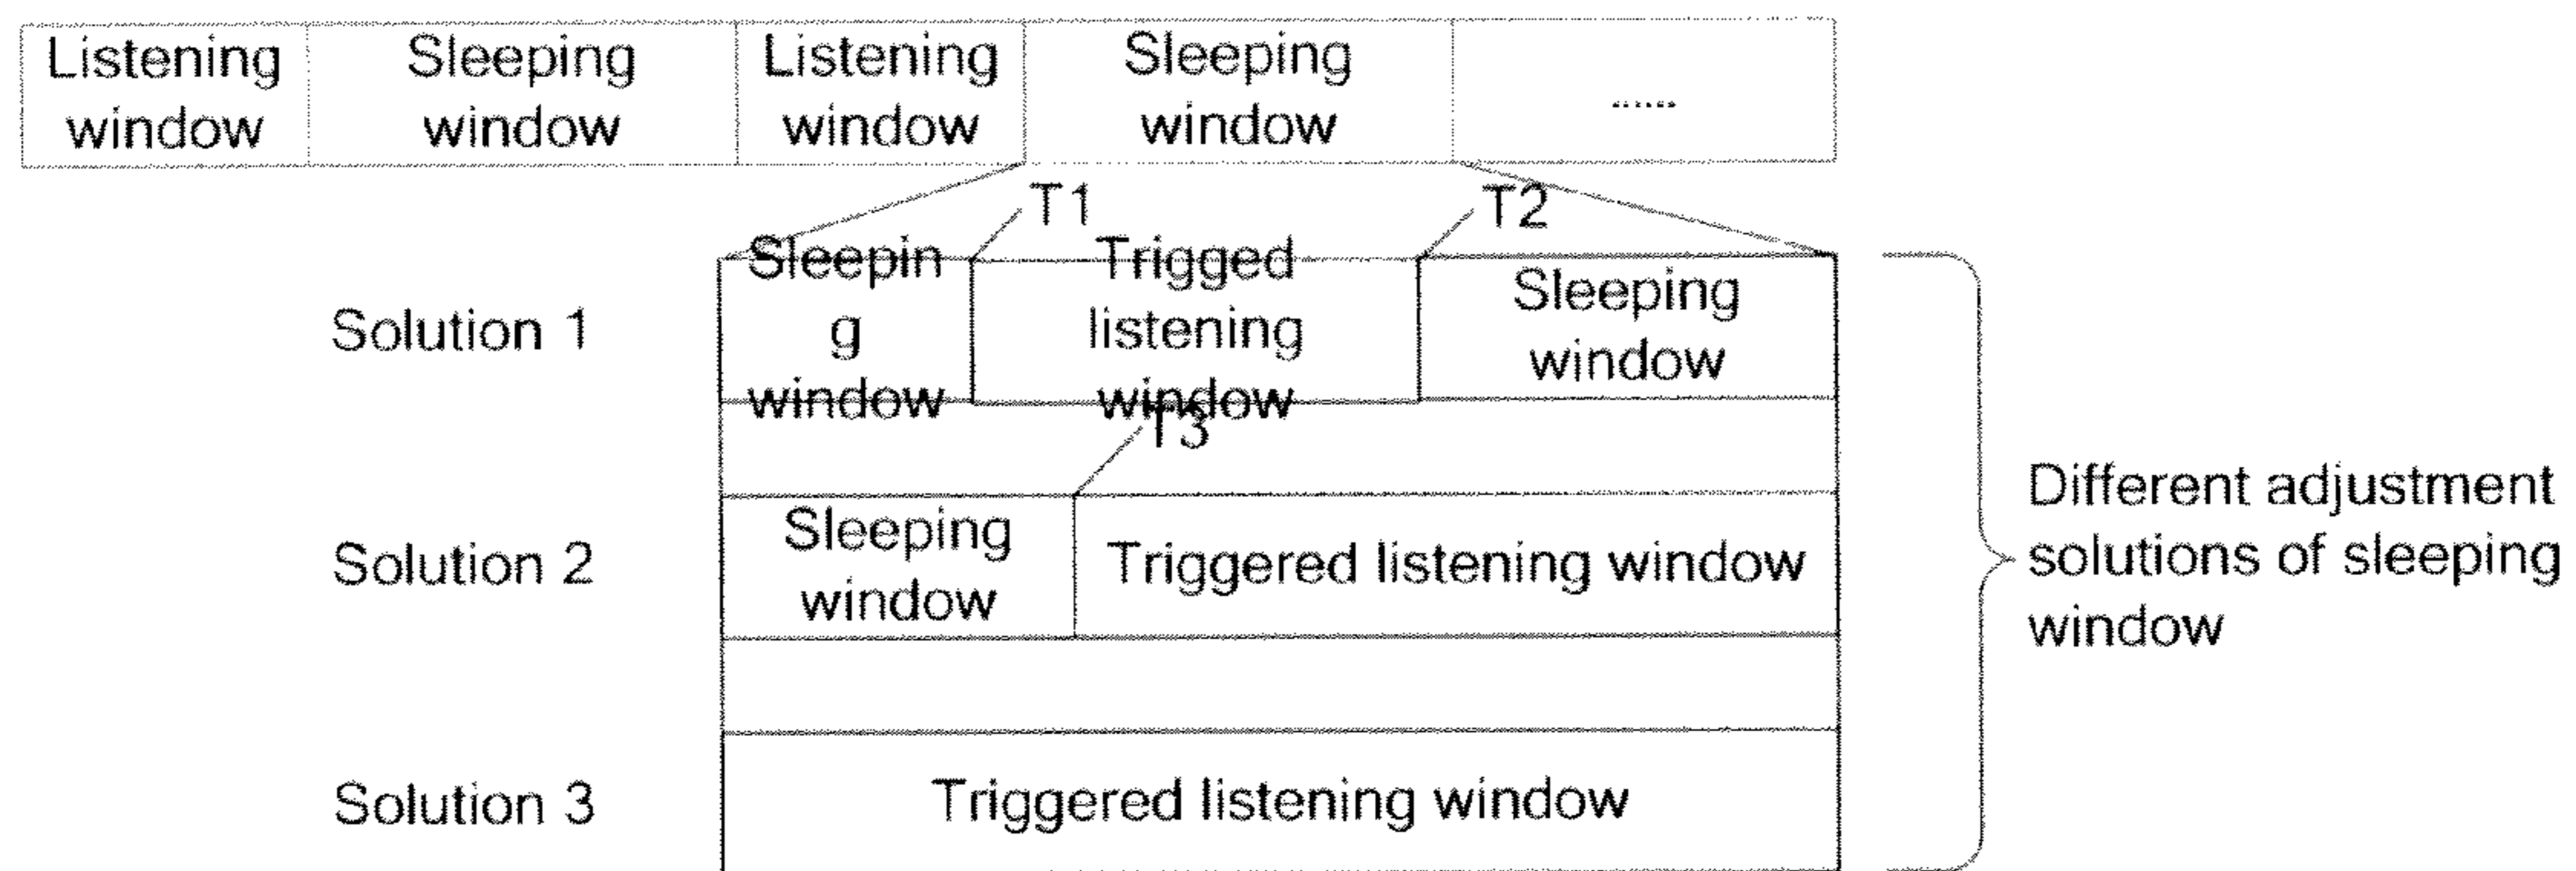 Listening
window
Sleeping
window
Listening
window
Sleeping
window
......
T1
T2
Solution 1
Sleepin
g
window
Trigged
listening
window
Sleeping
window
T3
Solution 2
Sleeping
window
Triggered listening window
Solution 3
Triggered listening window
Different adjustment
solutions of sleeping
window